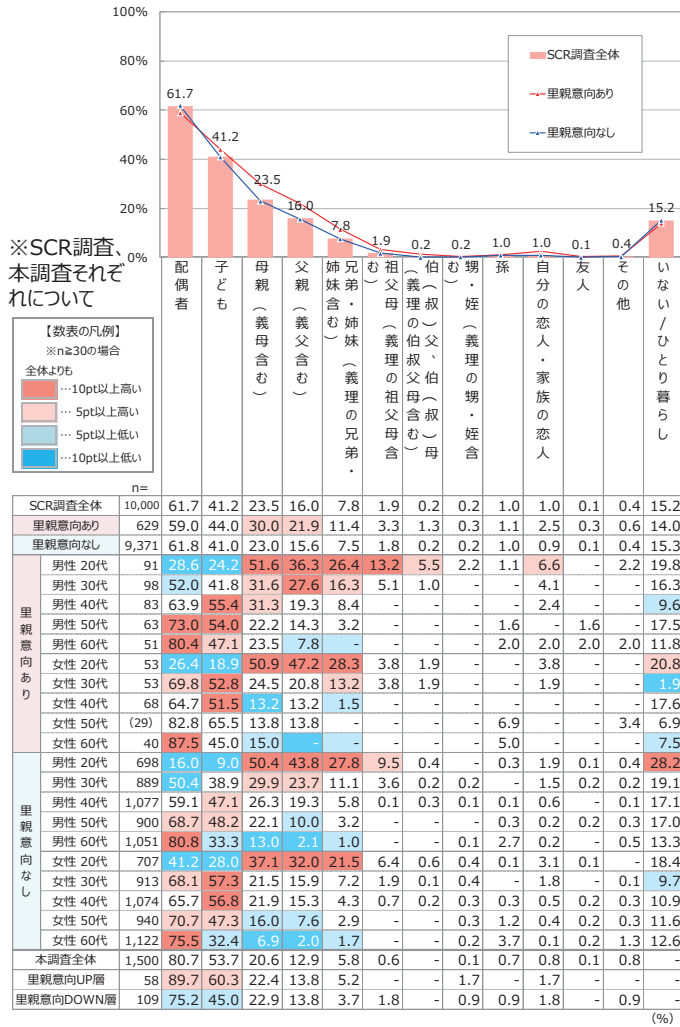 100%
80%
60%
40%
20%
0%
SCR調査全体
里親意向あり
里親意向なし
61.7
41.2
23.5
16.0
7.8
1.9
0.2
0.2
1.0
1.0
0.1
0.4
15.2
※SCR調査、
本調査それぞ
れについて
【数表の凡例】
※n≧30の場合
全体よりも
…10pt以上高い
… 5pt以上高い
… 5pt以上低い
…10pt以上低い
配偶者
子ども
母親(義母含む)
父親(義父含む)
兄弟・姉妹(義理の兄弟・
姉妹含む)
祖父母(義理の祖父母含
む)
伯(叔)父、伯(叔)母
(義理の伯叔父母含む)
甥・姪(義理の甥・姪含
む)
孫
自分の恋人・家族の恋人
友人
その他
いない/ひとり暮らし
n=
SCR調査全体 10,000 61.7 41.2 23.5 16.0 7.8 1.9 0.2 0.2 1.0 1.0 0.1 0.4 15.2
里親意向あり 629 59.0 44.0 30.0 21.9 11.4 3.3 1.3 0.3 1.1 2.5 0.3 0.6 14.0
里親意向なし 9,371 61.8 41.0 23.0 15.6 7.5 1.8 0.2 0.2 1.0 0.9 0.1 0.4 15.3
里親意向あり
男性 20代 91 28.6 24.2 51.6 36.3 26.4 13.2 5.5 2.2 1.1 6.6 - 2.2 19.8
男性 30代 98 52.0 41.8 31.6 27.6 16.3 5.1 1.0 - - 4.1 - - 16.3
男性 40代 83 63.9 55.4 31.3 19.3 8.4 - - - - 2.4 - - 9.6
男性 50代 63 73.0 54.0 22.2 14.3 3.2 - - - 1.6 - 1.6 - 17.5
男性 60代 51 80.4 47.1 23.5 7.8 - - - - 2.0 2.0 2.0 2.0 11.8
女性 20代 53 26.4 18.9 50.9 47.2 28.3 3.8 1.9 - - 3.8 - - 20.8
女性 30代 53 69.8 52.8 24.5 20.8 13.2 3.8 1.9 - - 1.9 - - 1.9
女性 40代 68 64.7 51.5 13.2 13.2 1.5 - - - - - - - 17.6
女性 50代 (29) 82.8 65.5 13.8 13.8 - - - - 6.9 - - 3.4 6.9
女性 60代 40 87.5 45.0 15.0 - - - - - 5.0 - - - 7.5
里親意向なし
男性 20代 698 16.0 9.0 50.4 43.8 27.8 9.5 0.4 - 0.3 1.9 0.1 0.4 28.2
男性 30代 889 50.4 38.9 29.9 23.7 11.1 3.6 0.2 0.2 - 1.5 0.2 0.2 19.1
男性 40代 1,077 59.1 47.1 26.3 19.3 5.8 0.1 0.3 0.1 0.1 0.6 - 0.1 17.1
男性 50代 900 68.7 48.2 22.1 10.0 3.2 - - - 0.3 0.2 0.2 0.3 17.0
男性 60代 1,051 80.8 33.3 13.0 2.1 1.0 - - 0.1 2.7 0.2 - 0.5 13.3
女性 20代 707 41.2 28.0 37.1 32.0 21.5 6.4 0.6 0.4 0.1 3.1 0.1 - 18.4
女性 30代 913 68.1 57.3 21.5 15.9 7.2 1.9 0.1 0.4 - 1.8 - 0.1 9.7
女性 40代 1,074 65.7 56.8 21.9 15.3 4.3 0.7 0.2 0.3 0.3 0.5 0.2 0.3 10.9
女性 50代 940 70.7 47.3 16.0 7.6 2.9 - - 0.3 1.2 0.4 0.2 0.3 11.6
女性 60代 1,122 75.5 32.4 6.9 2.0 1.7 - - 0.2 3.7 0.1 0.2 1.3 12.6
本調査全体 1,500 80.7 53.7 20.6 12.9 5.8 0.6 - 0.1 0.7 0.8 0.1 0.8 -
里親意向UP層 58 89.7 60.3 22.4 13.8 5.2 - - 1.7 - 1.7 - - -
里親意向DOWN層 109 75.2 45.0 22.9 13.8 3.7 1.8 - 0.9 0.9 1.8 - 0.9 -
(%)